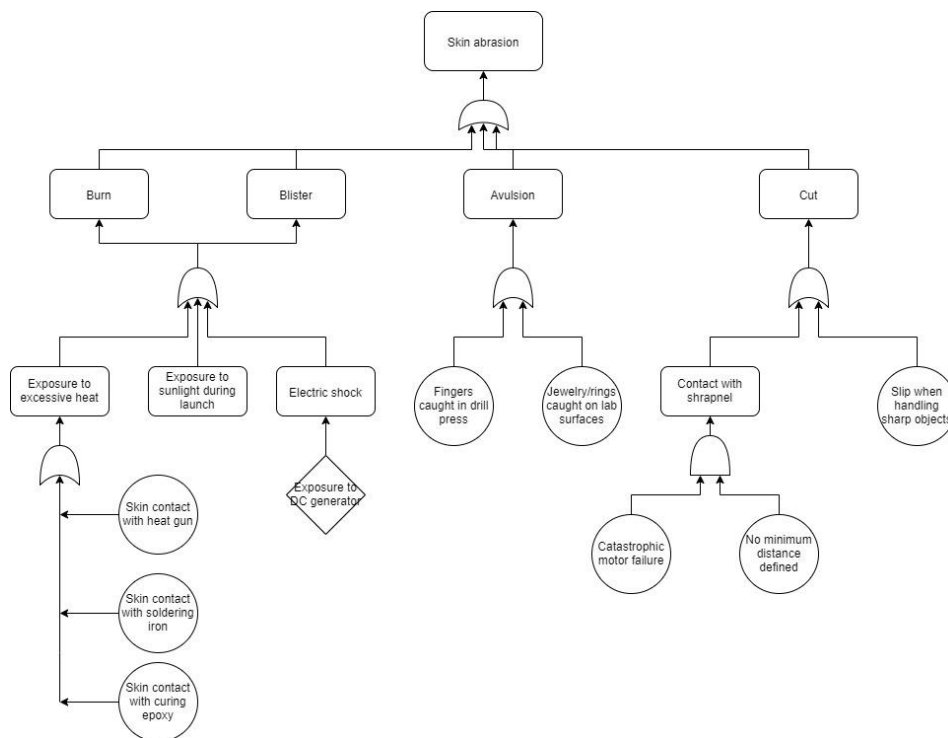 Skin abrasion
Burn
Blister
Avulsion
Cut
Exposure to
excessive heat
Exposure to
sunlight during
launch
Electric shock
Fingers
caught in drill
press
Jewelry/rings
caught on lab
surfaces
Contact with
shrapnel
Slip when
handling
sharp objects
Exposure to
DC generator
Skin contact
with heat gun
Catastrophic
motor failure
No minimum
distance
defined
Skin contact
with soldering
iron
Skin contact
with curing
epoxy